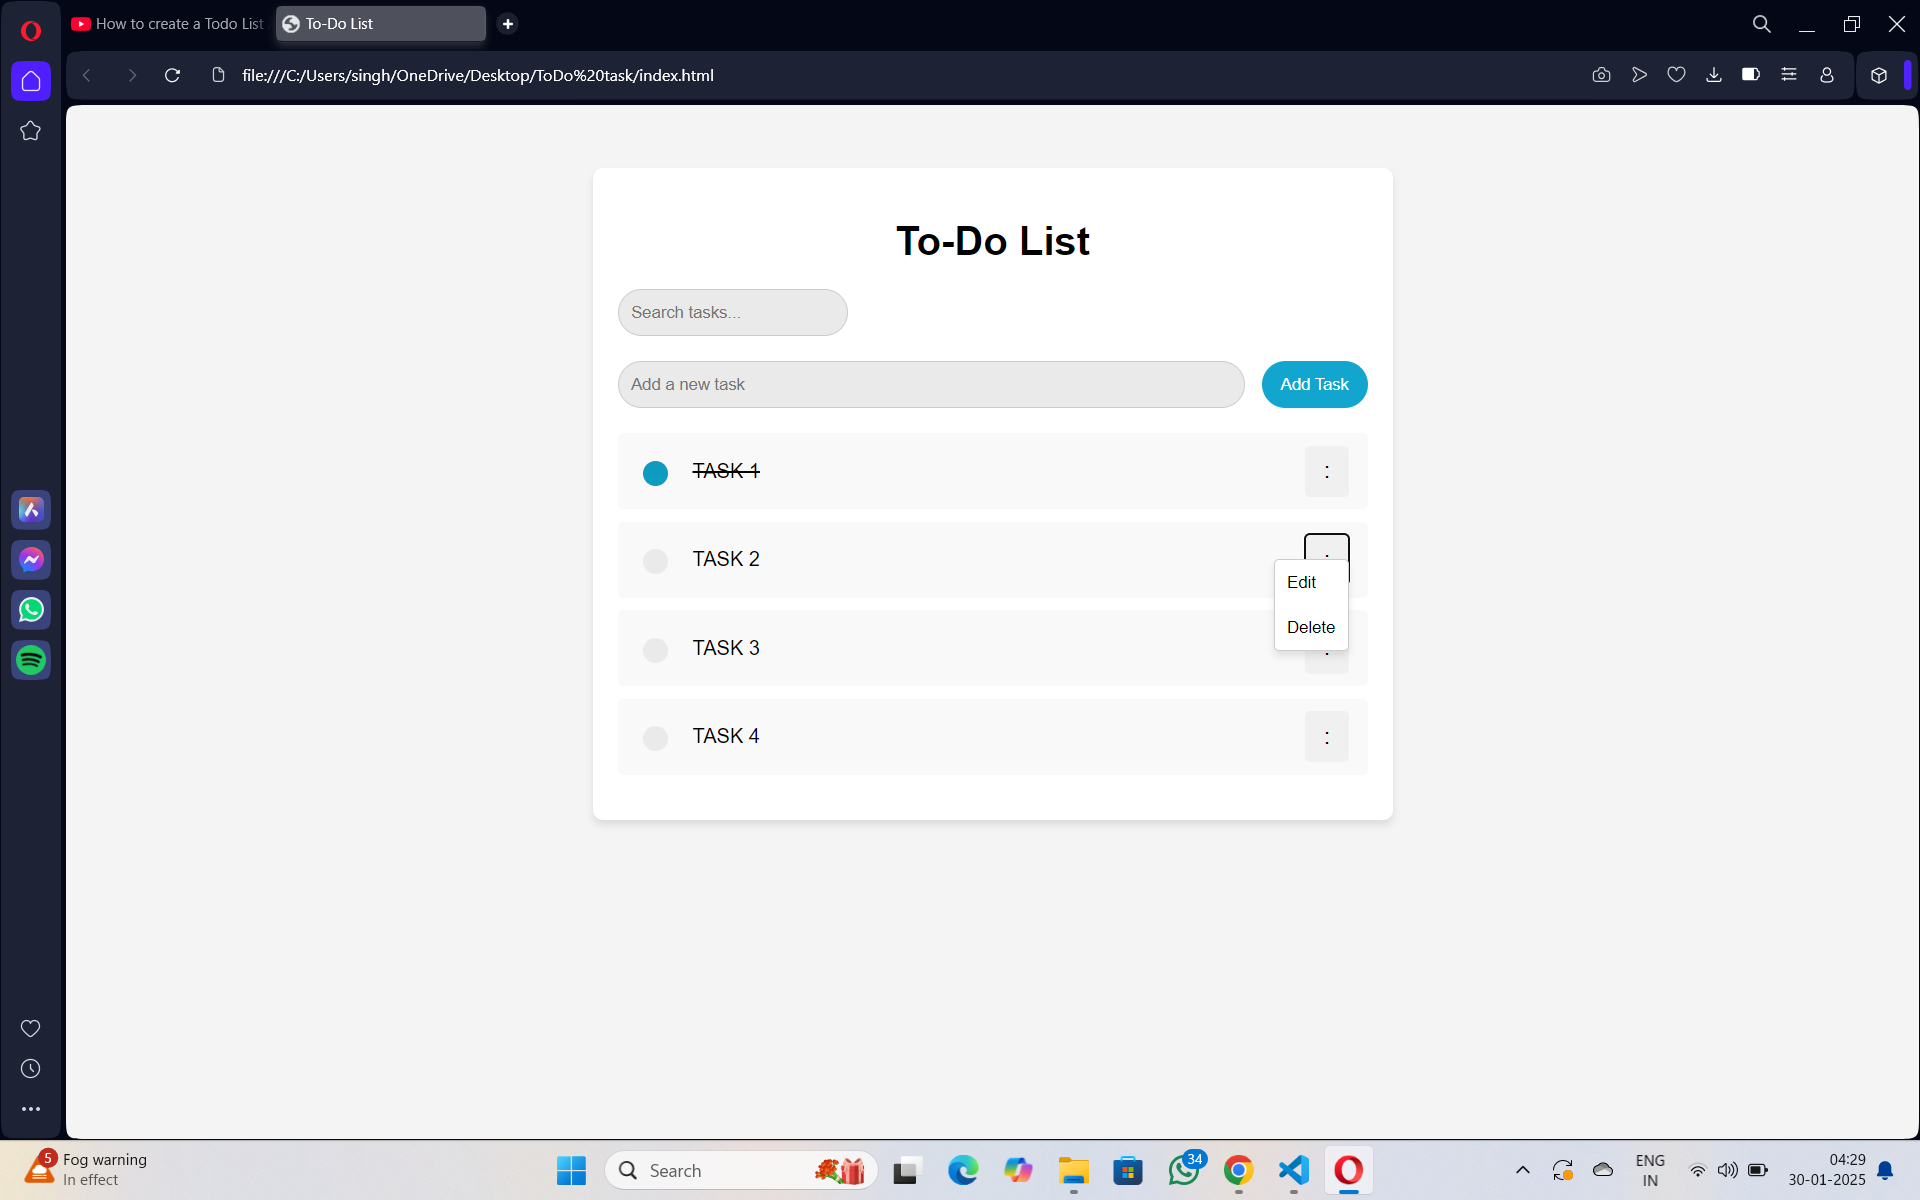 How to create a Todo List
To-Do List
file:///C:/Users/singh/OneDrive/Desktop/ToDo%20task/index.html
To-Do List
Search tasks...
Add a new task
Add Task
TASK 1
:
TASK 2
:
Edit
Delete
TASK 3
:
TASK 4
:
5
Fog warning
In effect
Search
34
ENG
IN
04:29
30-01-2025